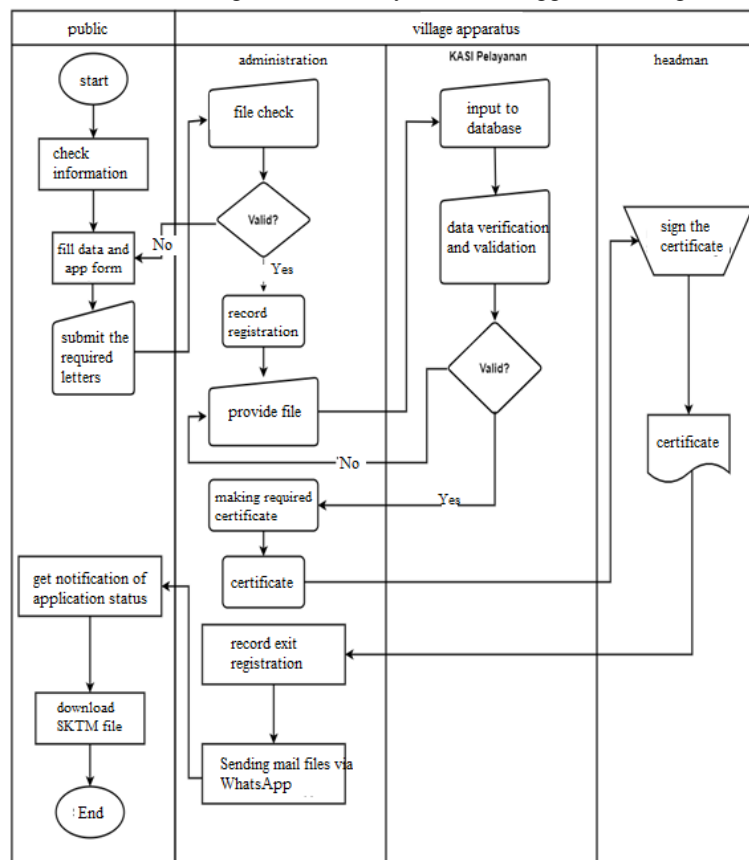 public
village apparatus
administration
KASI Pelayanan
headman
start
check
information
fill data and
app form
submit the
required
letters
file check
Valid?
No
Yes
record
registration
provide file
input to
database
data verification
and validation
Valid?
'No
Yes
making required
certificate
certificate
sign the
certificate
certificate
record exit
registration
Sending mail files via
WhatsApp
get notification of
application status
download
SKTM file
End